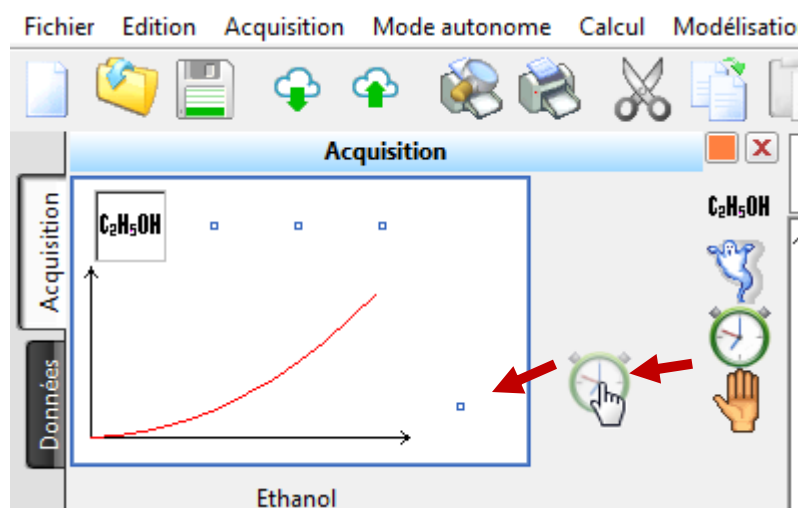 Fichier Edition Acquisition Mode autonome Calcul Modélisatio
Acquisition
Acquisition
Données
C₂H₅OH
C₂H₅OH
Ethanol